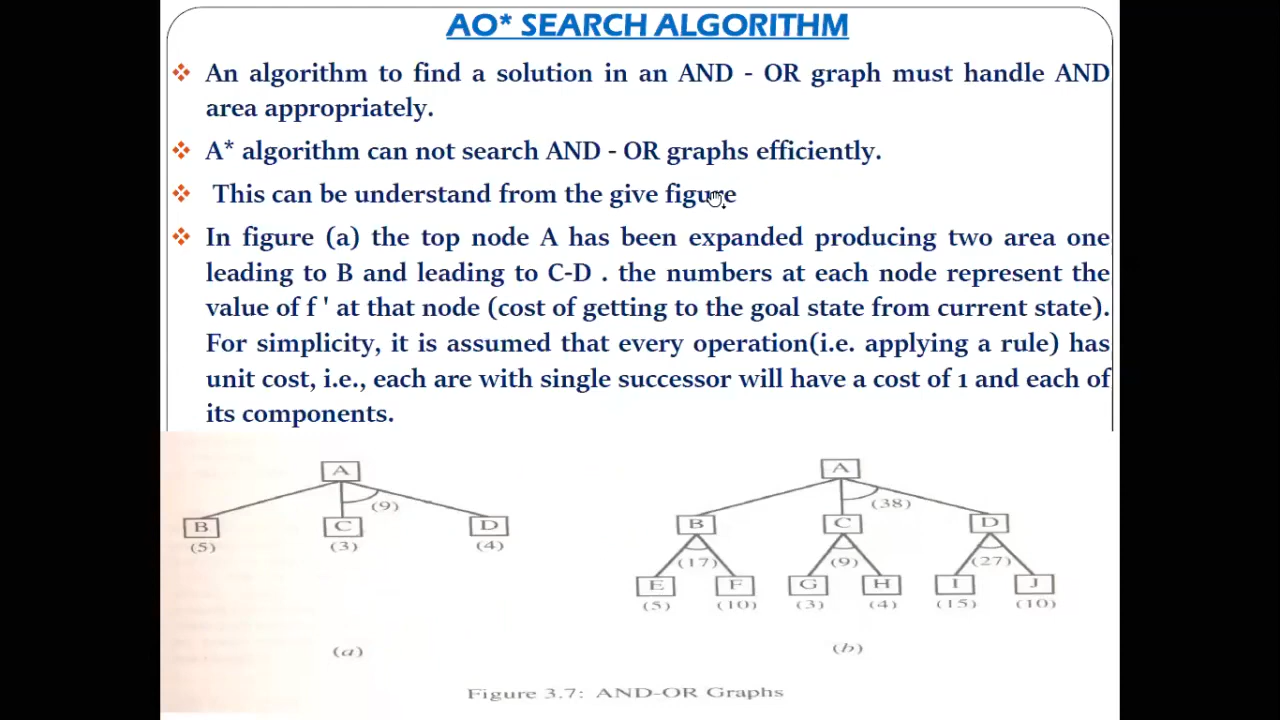 AO* SEARCH ALGORITHM
An algorithm to find a solution in an AND - OR graph must handle AND
area appropriately.
A* algorithm can not search AND - OR graphs efficiently.
This can be understand from the give figure
In figure (a) the top node A has been expanded producing two area one
leading to B and leading to C-D . the numbers at each node represent the
value of f ' at that node (cost of getting to the goal state from current state).
For simplicity, it is assumed that every operation(i.e. applying a rule) has
unit cost, i.e., each are with single successor will have a cost of 1 and each of
its components.
A
(9)
B C D
(5) (3) (4)
(a)
A
(38)
B C D
(17) (9) (27)
E F G H I J
(5) (10) (3) (4) (15) (10)
(b)
Figure 3.7: AND-OR Graphs